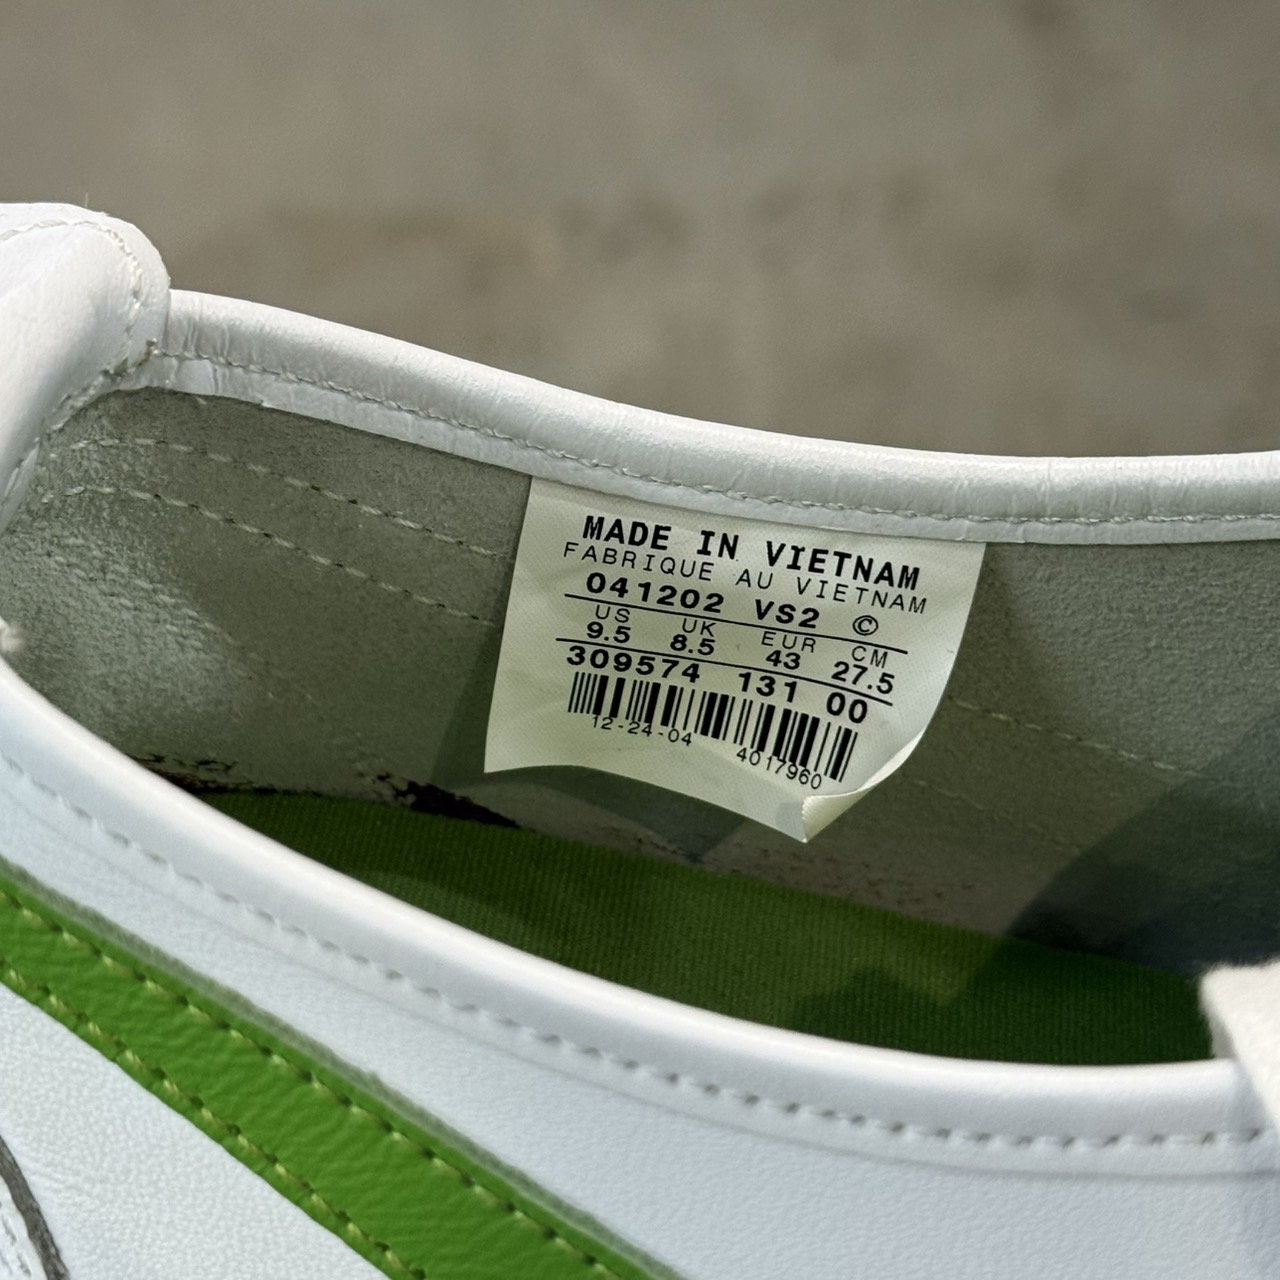 MADE IN VIETNAM
FABRIQUE AU VIETNAM
041202 VS2 ©
US UK EUR CM
9.5 8.5 43 27.5
309574 131 00
12-24-04 4017960